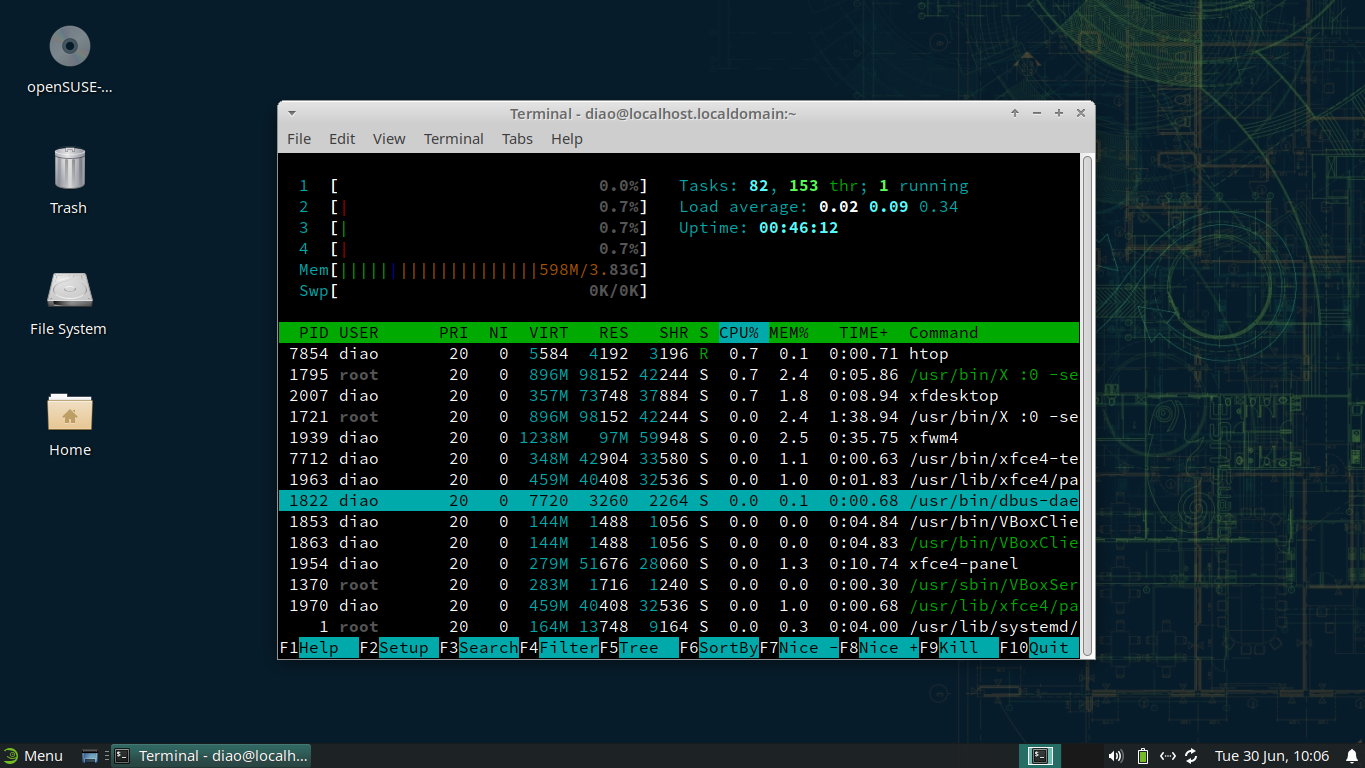 openSUSE-...
Trash
File System
Home
Terminal - diao@localhost.localdomain:~
File Edit View Terminal Tabs Help
1 [ 0.0%] Tasks: 82, 153 thr; 1 running
2 [| 0.7%] Load average: 0.02 0.09 0.34
3 [| 0.7%] Uptime: 00:46:12
4 [| 0.7%]
Mem[||||||||||||||||||||598M/3.83G]
Swp[ 0K/0K]
PID USER PRI NI VIRT RES SHR S CPU% MEM% TIME+ Command
7854 diao 20 0 5584 4192 3196 R 0.7 0.1 0:00.71 htop
1795 root 20 0 896M 98152 42244 S 0.7 2.4 0:05.86 /usr/bin/X :0 -se
2007 diao 20 0 357M 73748 37884 S 0.7 1.8 0:08.94 xfdesktop
1721 root 20 0 896M 98152 42244 S 0.0 2.4 1:38.94 /usr/bin/X :0 -se
1939 diao 20 0 1238M 97M 59948 S 0.0 2.5 0:35.75 xfwm4
7712 diao 20 0 348M 42904 33580 S 0.0 1.1 0:00.63 /usr/bin/xfce4-te
1963 diao 20 0 459M 40408 32536 S 0.0 1.0 0:01.83 /usr/lib/xfce4/pa
1822 diao 20 0 7720 3260 2264 S 0.0 0.1 0:00.68 /usr/bin/dbus-dae
1853 diao 20 0 144M 1488 1056 S 0.0 0.0 0:04.84 /usr/bin/VBoxClie
1863 diao 20 0 144M 1488 1056 S 0.0 0.0 0:04.83 /usr/bin/VBoxClie
1954 diao 20 0 279M 51676 28060 S 0.0 1.3 0:10.74 xfce4-panel
1370 root 20 0 283M 1716 1240 S 0.0 0.0 0:00.30 /usr/sbin/VBoxSer
1970 diao 20 0 459M 40408 32536 S 0.0 1.0 0:00.68 /usr/lib/xfce4/pa
1 root 20 0 164M 13748 9164 S 0.0 0.3 0:04.00 /usr/lib/systemd/
F1Help F2Setup F3SearchF4FilterF5Tree F6SortByF7Nice -F8Nice +F9Kill F10Quit
Menu Terminal - diao@localh... Tue 30 Jun, 10:06